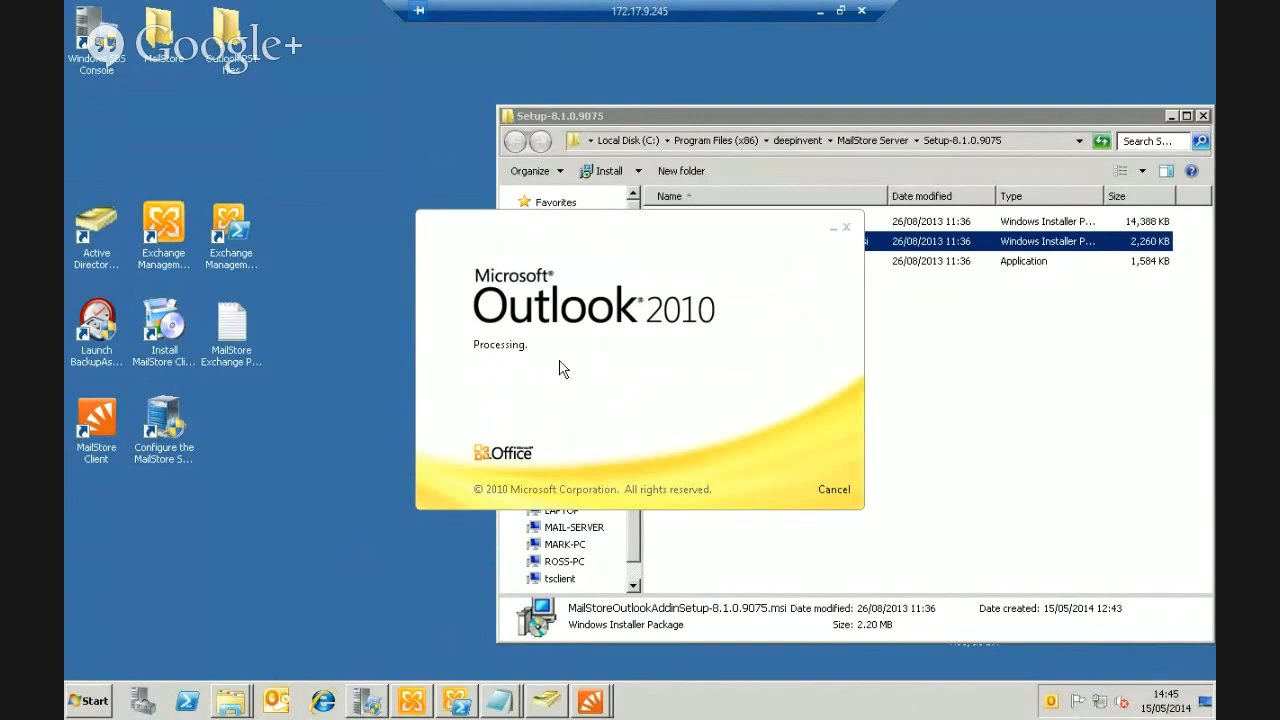 172.17.9.245
Google+
Windows SBS
Console
MailStore
Outlook PST
files
Setup-8.1.0.9075
Local Disk (C:) Program Files (x86) deepinvent MailStore Server Setup-8.1.0.9075
Search S...
Organize Install New folder
Favorites
Name Date modified Type Size
26/08/2013 11:36 Windows Installer P... 14,388 KB
26/08/2013 11:36 Windows Installer P... 2,260 KB
26/08/2013 11:36 Application 1,584 KB
Active
Director...
Exchange
Managem...
Exchange
Managem...
Launch
BackupAs...
Install
MailStore Cli...
MailStore
Exchange P...
MailStore
Client
Configure the
MailStore S...
Microsoft®
Outlook® 2010
Processing.
Microsoft
Office
© 2010 Microsoft Corporation. All rights reserved.
Cancel
LAPTOP
MAIL-SERVER
MARK-PC
ROSS-PC
tsclient
MailStoreOutlookAddinSetup-8.1.0.9075.msi Date modified: 26/08/2013 11:36 Date created: 15/05/2014 12:43
Windows Installer Package Size: 2.20 MB
Start
14:45
15/05/2014